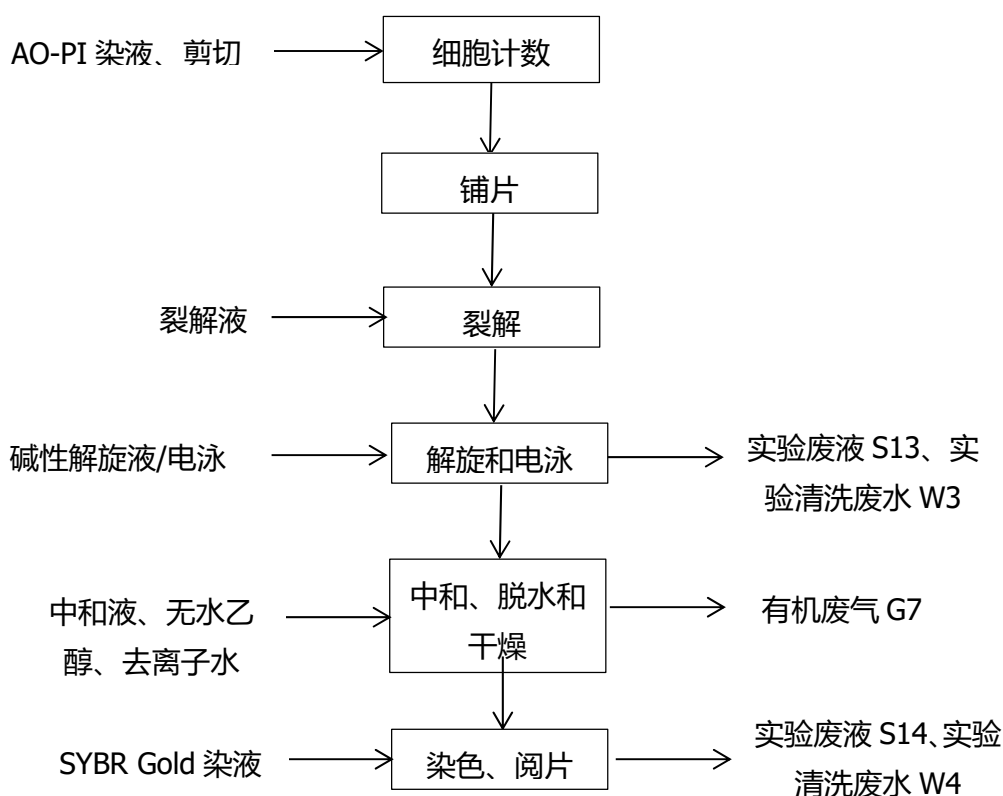 AO-PI 染液、剪切
细胞计数
铺片
裂解液
裂解
碱性解旋液/电泳
解旋和电泳
实验废液 S13、实
验清洗废水 W3
中和液、无水乙
醇、去离子水
中和、脱水和
干燥
有机废气 G7
SYBR Gold 染液
染色、阅片
实验废液 S14、实验
清洗废水 W4